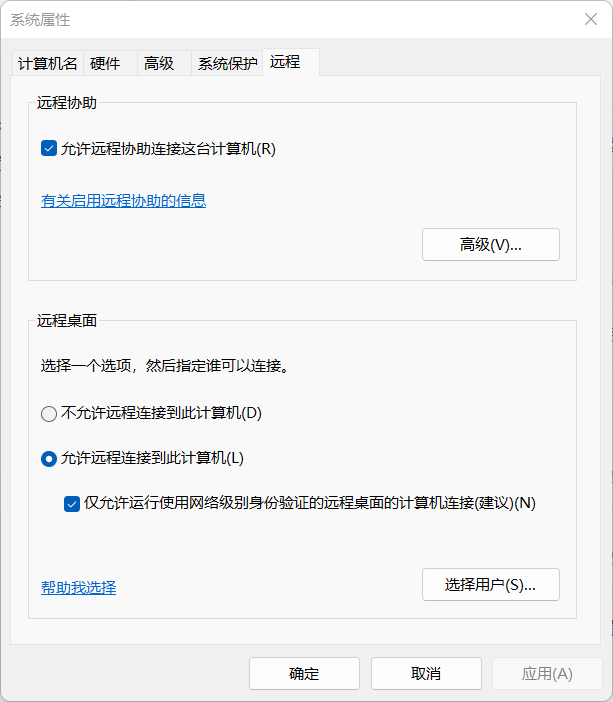 系统属性
计算机名 硬件 高级 系统保护 远程
远程协助
允许远程协助连接这台计算机(R)
有关启用远程协助的信息
高级(V)...
远程桌面
选择一个选项，然后指定谁可以连接。
不允许远程连接到此计算机(D)
允许远程连接到此计算机(L)
仅允许运行使用网络级别身份验证的远程桌面的计算机连接(建议)(N)
帮助我选择
选择用户(S)...
确定 取消 应用(A)